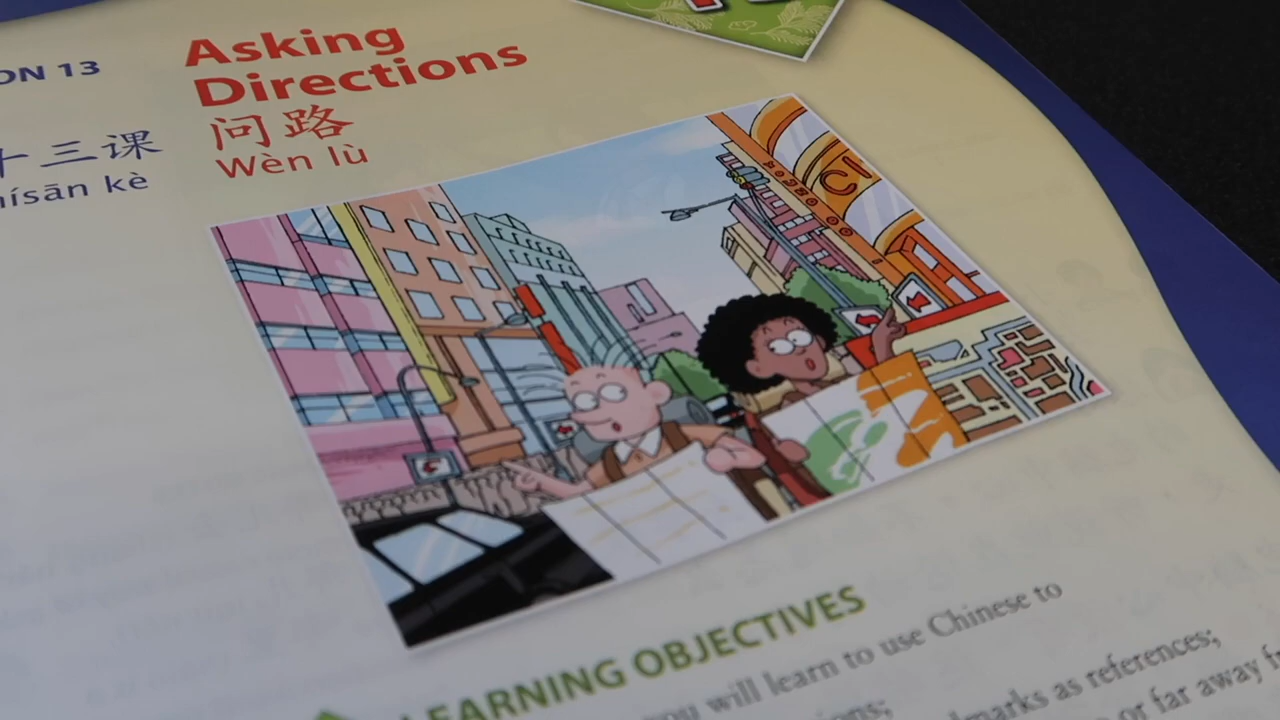 ON 13
Asking
Directions
十三课
问路
ísān kè
Wèn lù
LEARNING OBJECTIVES
you will learn to use Chinese to
ions;
dmarks as references;
or far away fr